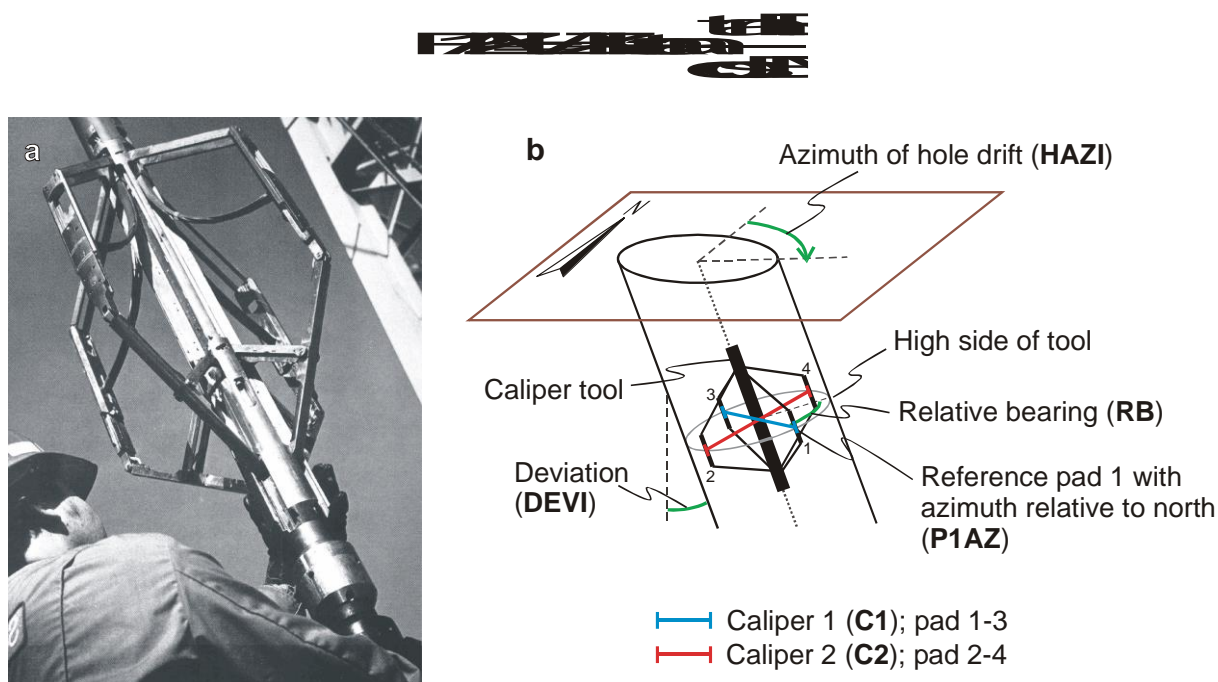 a
b
Azimuth of hole drift (HAZI)
N
High side of tool
Caliper tool
4
3
Relative bearing (RB)
1
2
Deviation
(DEVI)
Reference pad 1 with
azimuth relative to north
(P1AZ)
Caliper 1 (C1); pad 1-3
Caliper 2 (C2); pad 2-4